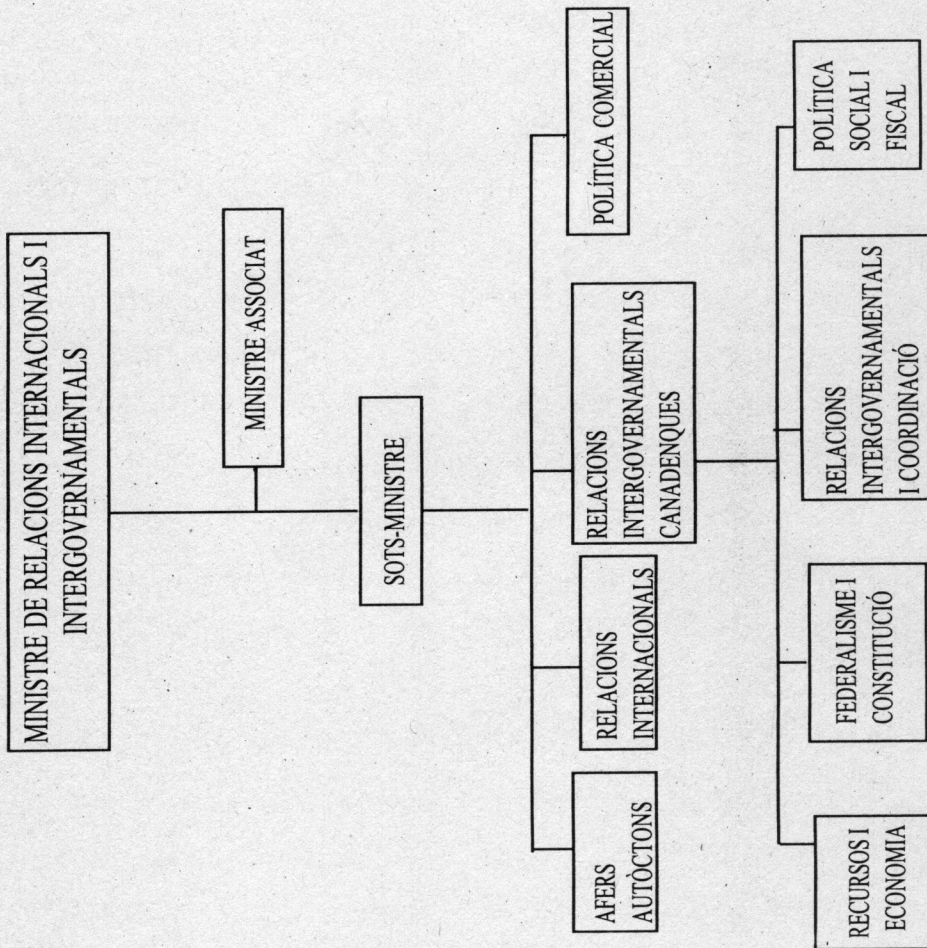 MINISTRE DE RELACIONS INTERNACIONALS I
INTERGOVERNAMENTALS
MINISTRE ASSOCIAT
SOTS-MINISTRE
AFERS
AUTÒCTONS
RELACIONS
INTERNACIONALS
RELACIONS
INTERGOVERNAMENTALS
CANADENQUES
POLÍTICA COMERCIAL
RECURSOS I
ECONOMIA
FEDERALISME I
CONSTITUCIÓ
RELACIONS
INTERGOVERNAMENTALS
I COORDINACIÓ
POLÍTICA
SOCIAL I
FISCAL